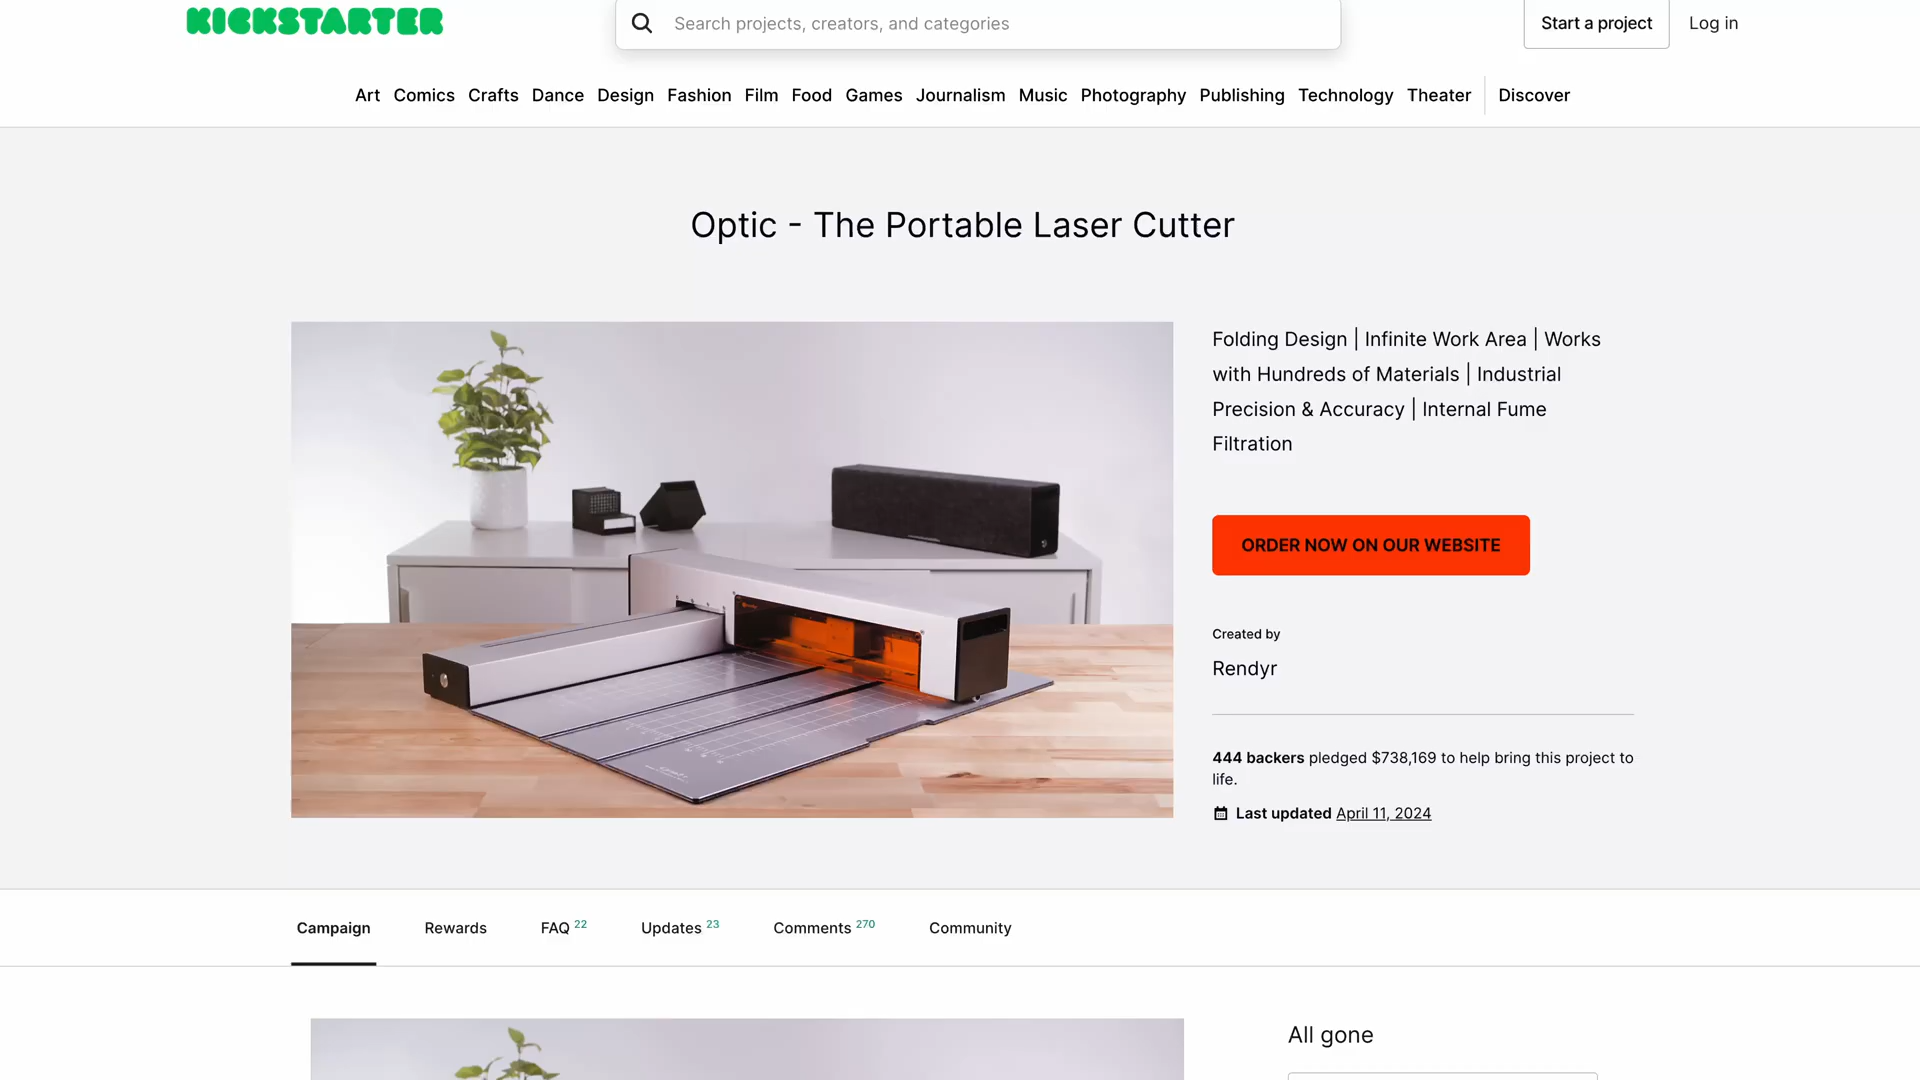 KICKSTARTER
Search projects, creators, and categories
Start a project
Log in
Art Comics Crafts Dance Design Fashion Film Food Games Journalism Music Photography Publishing Technology Theater Discover
Optic - The Portable Laser Cutter
Folding Design | Infinite Work Area | Works
with Hundreds of Materials | Industrial
Precision & Accuracy | Internal Fume
Filtration
ORDER NOW ON OUR WEBSITE
Created by
Rendyr
444 backers pledged $738,169 to help bring this project to
life.
Last updated April 11, 2024
Campaign Rewards FAQ 22 Updates 23 Comments 270 Community
All gone